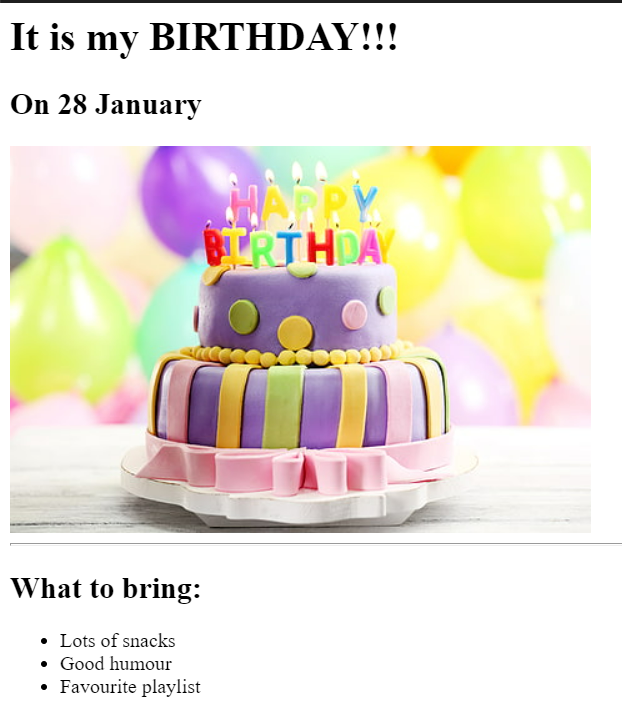 It is my BIRTHDAY!!!
On 28 January
HAPPY
BIRTHDAY
What to bring:
Lots of snacks
Good humour
Favourite playlist